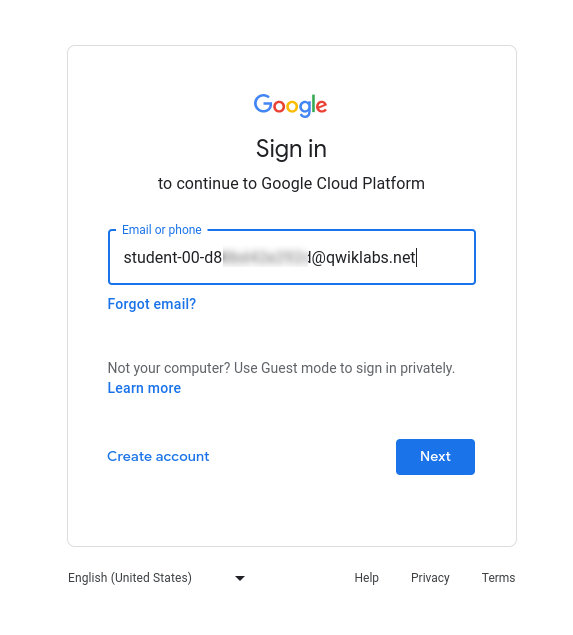 Google
Sign in
to continue to Google Cloud Platform
Email or phone
student-00-d8 d@qwiklabs.net
Forgot email?
Not your computer? Use Guest mode to sign in privately.
Learn more
Create account
Next
English (United States)
Help
Privacy
Terms